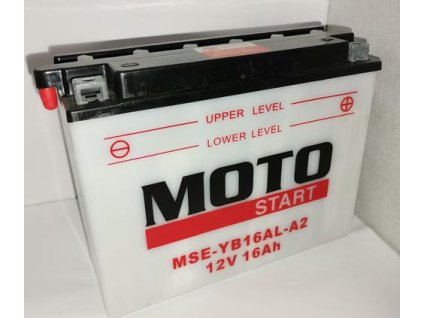 UPPER LEVEL
LOWER LEVEL
MOTO
START
MSE-YB16AL-A2
12V 16Ah